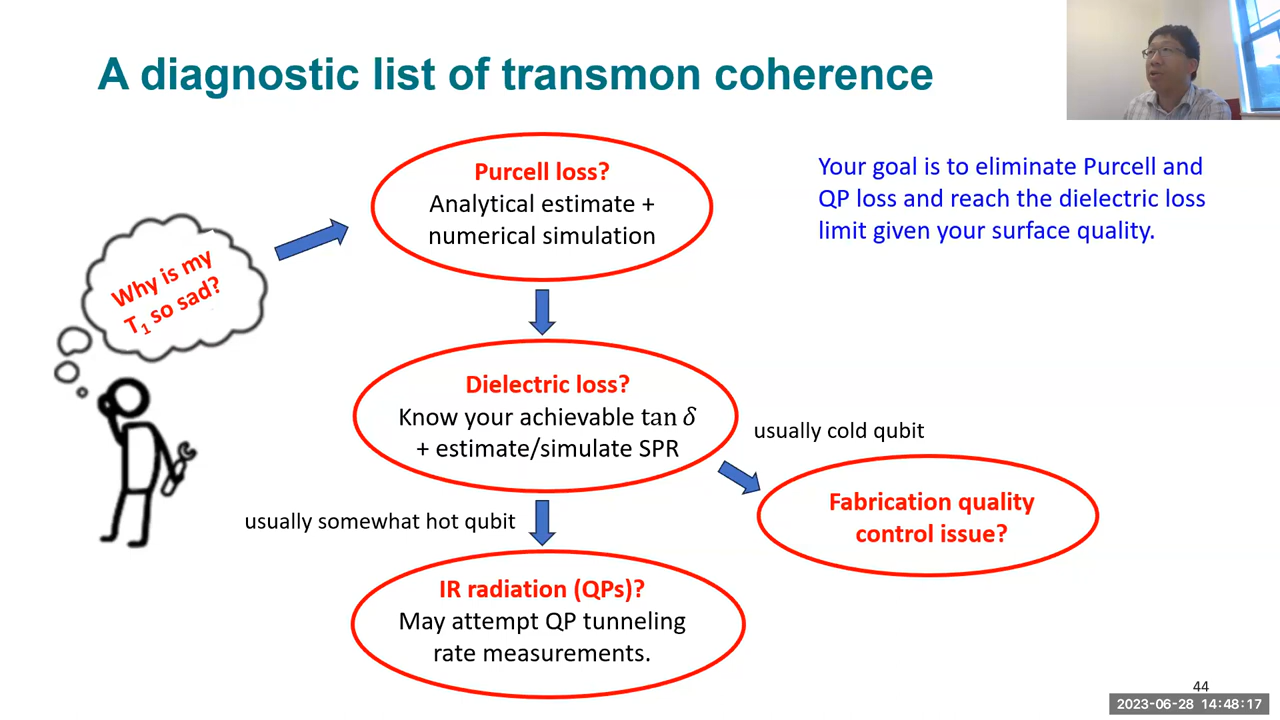 A diagnostic list of transmon coherence
Why is my
T₁ so sad?
Purcell loss?
Analytical estimate +
numerical simulation
Your goal is to eliminate Purcell and
QP loss and reach the dielectric loss
limit given your surface quality.
Dielectric loss?
Know your achievable tan δ
+ estimate/simulate SPR
usually cold qubit
Fabrication quality
control issue?
usually somewhat hot qubit
IR radiation (QPs)?
May attempt QP tunneling
rate measurements.
44
2023-06-28 14:48:17